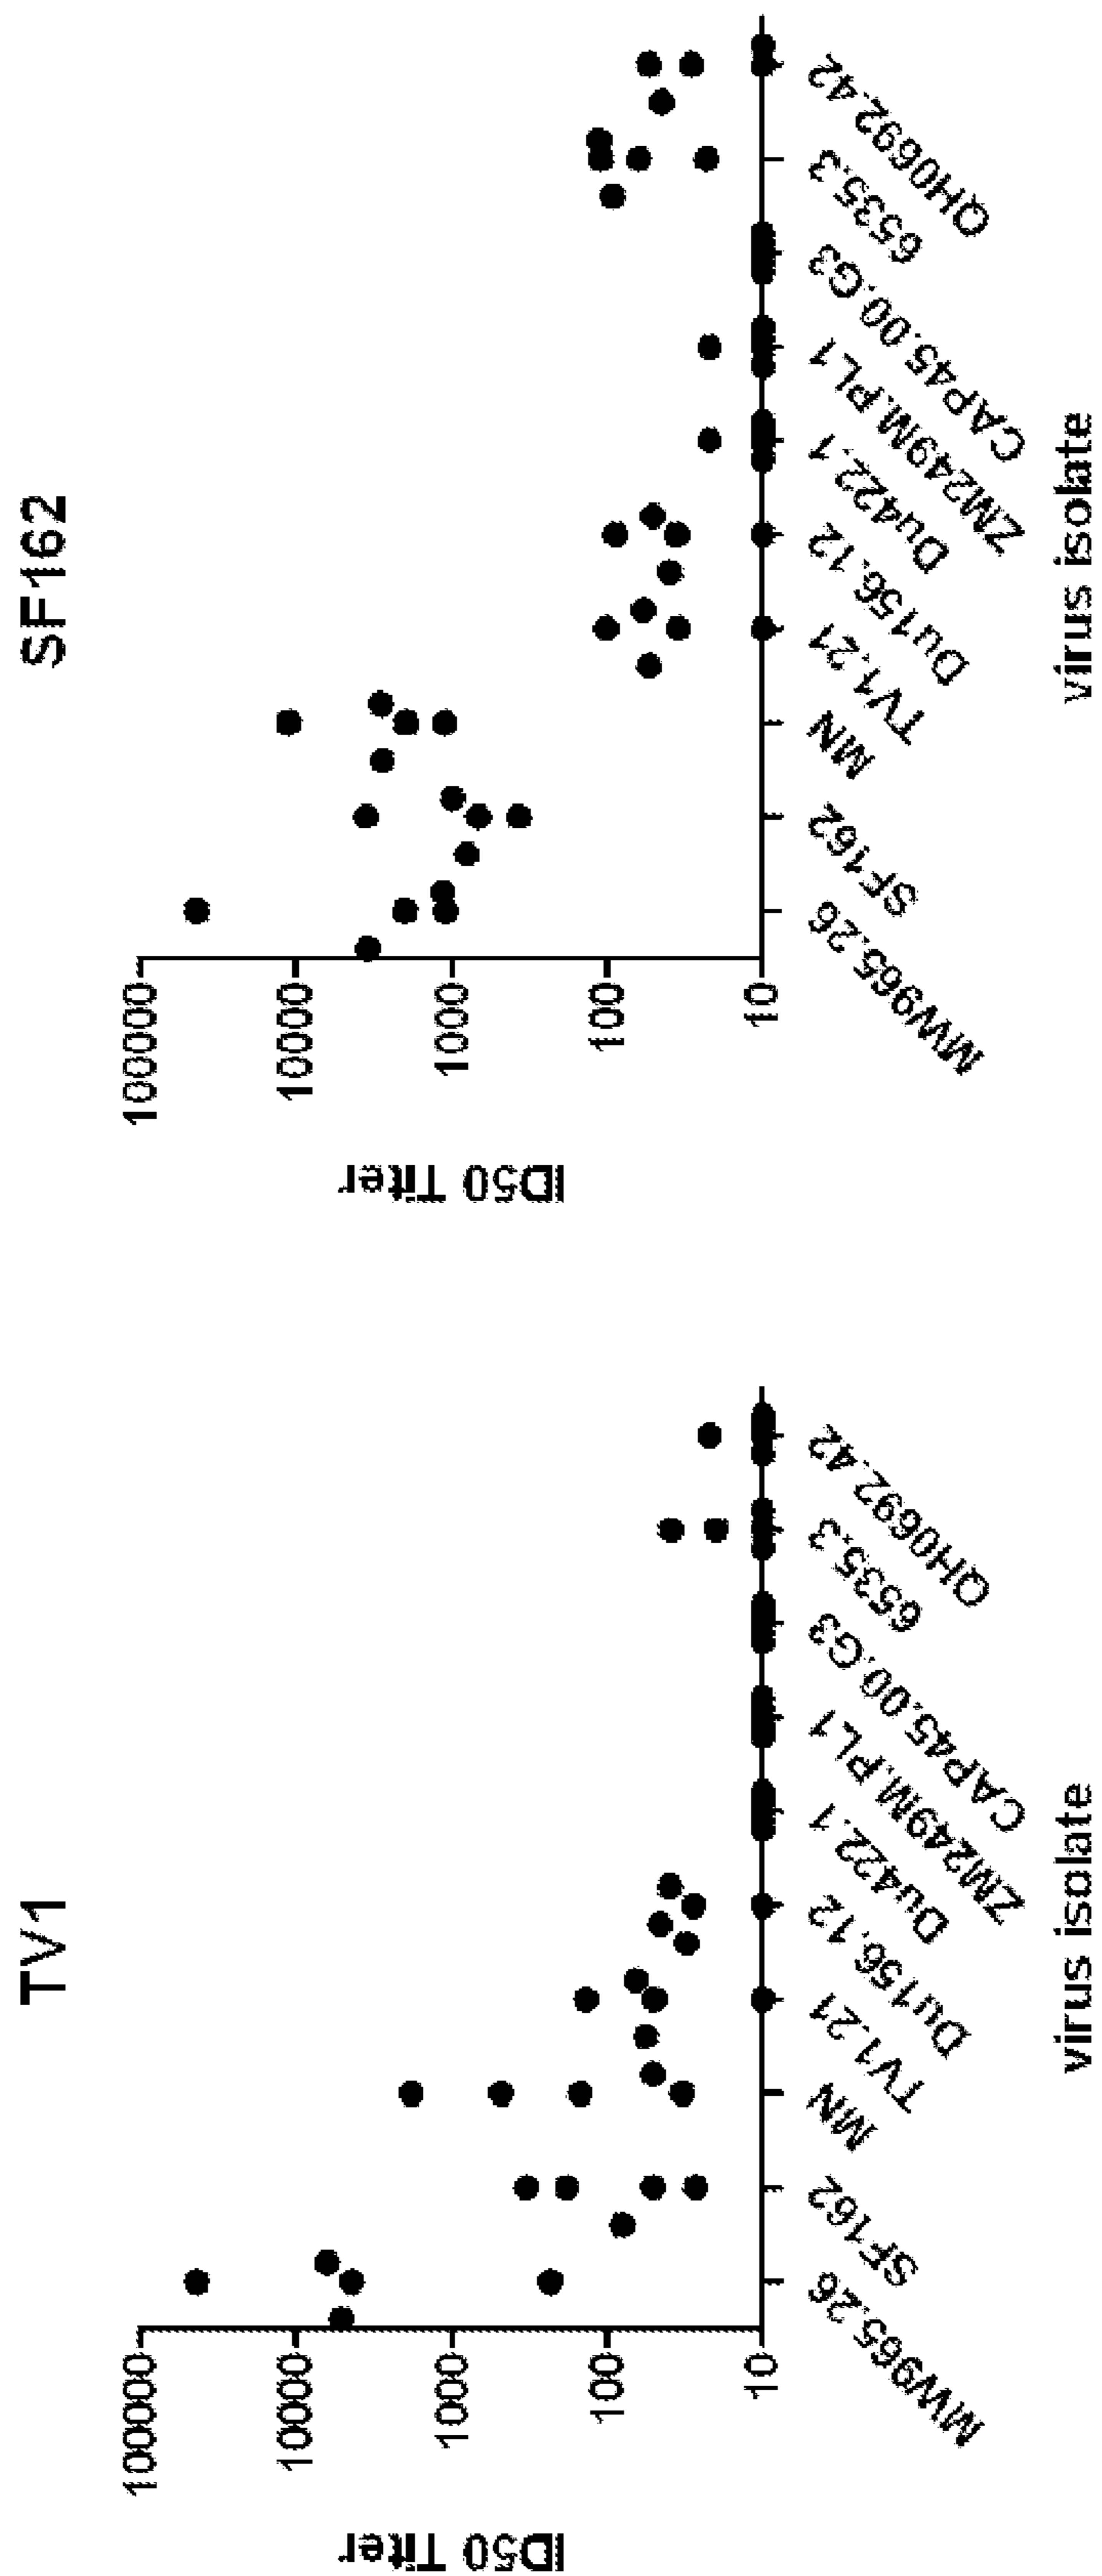 TV1
ID50 Titer
100000
10000
1000
100
10
MW965.26
SF162
MN
TV1.21
Du156.12
Du422.1
ZM249M.PL1
CAP45.00.G3
6535.3
QH0692.42
virus isolate
SF162
ID50 Titer
100000
10000
1000
100
10
MW965.26
SF162
MN
TV1.21
Du156.12
Du422.1
ZM249M.PL1
CAP45.00.G3
6535.3
QH0692.42
virus isolate